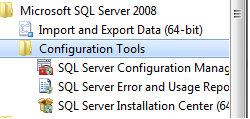 Microsoft SQL Server 2008
Import and Export Data (64-bit)
Configuration Tools
SQL Server Configuration Manag
SQL Server Error and Usage Repo
SQL Server Installation Center (64